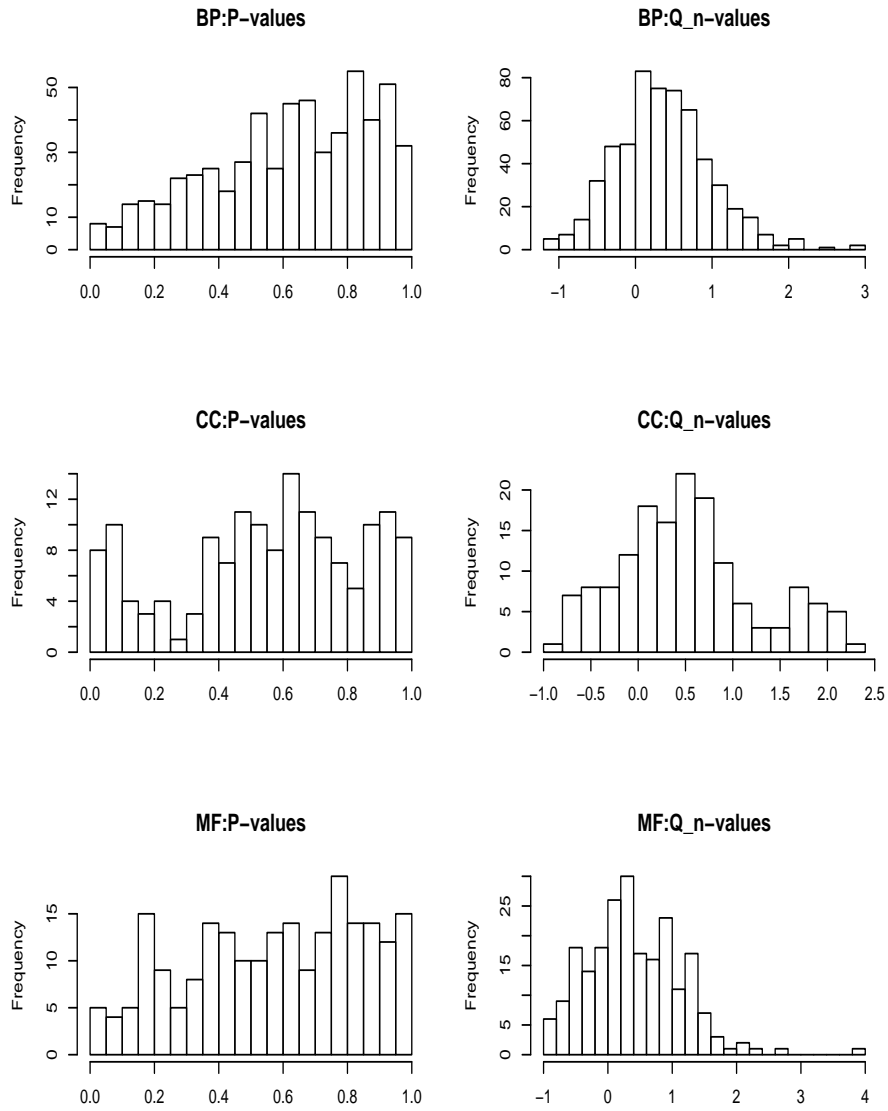 BP:P−values
Frequency
0 10 30 50
0.0 0.2 0.4 0.6 0.8 1.0
BP:Q_n−values
Frequency
0 20 40 60 80
−1 0 1 2 3
CC:P−values
Frequency
0 4 8 12
0.0 0.2 0.4 0.6 0.8 1.0
CC:Q_n−values
Frequency
0 5 10 15 20
−1.0 −0.5 0.0 0.5 1.0 1.5 2.0 2.5
MF:P−values
Frequency
0 5 10 15
0.0 0.2 0.4 0.6 0.8 1.0
MF:Q_n−values
Frequency
0 5 15 25
−1 0 1 2 3 4